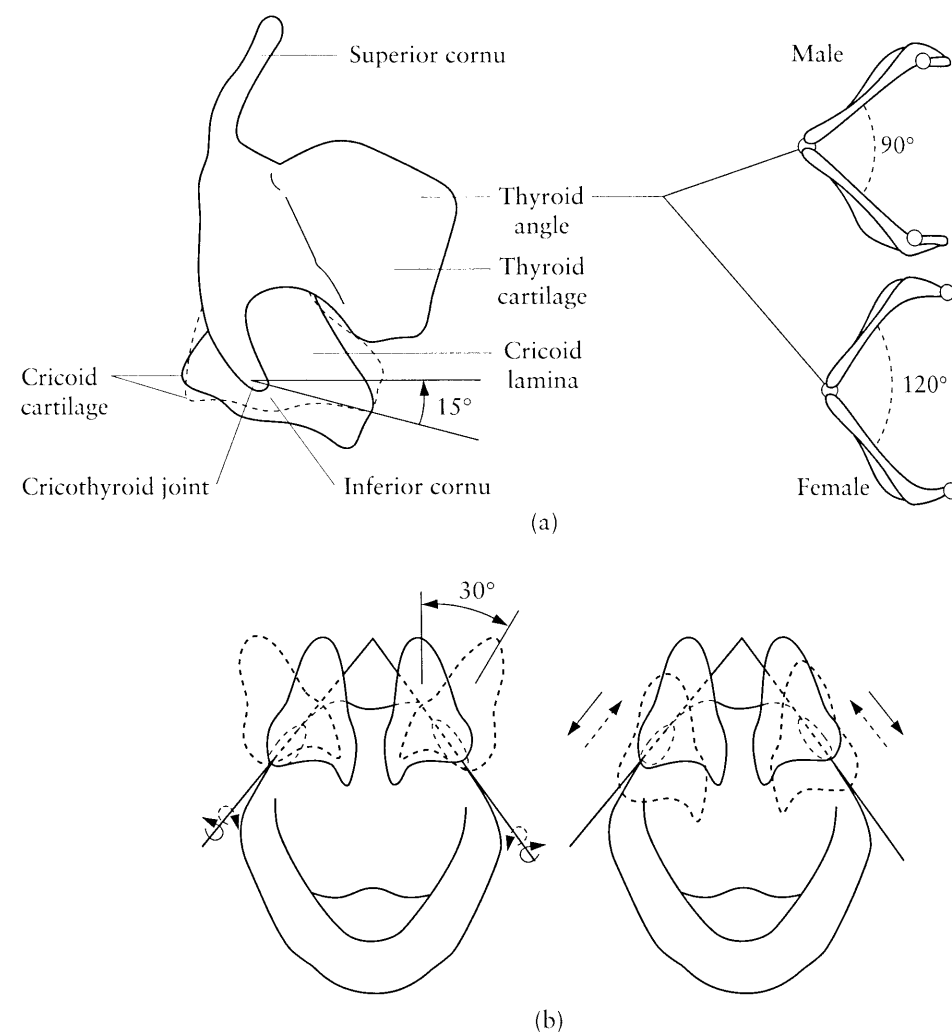 Superior cornu
Male
90°
Thyroid
angle
Thyroid
cartilage
Cricoid
lamina
Cricoid
cartilage
15°
120°
Cricothyroid joint
Inferior cornu
Female
(a)
30°
(b)